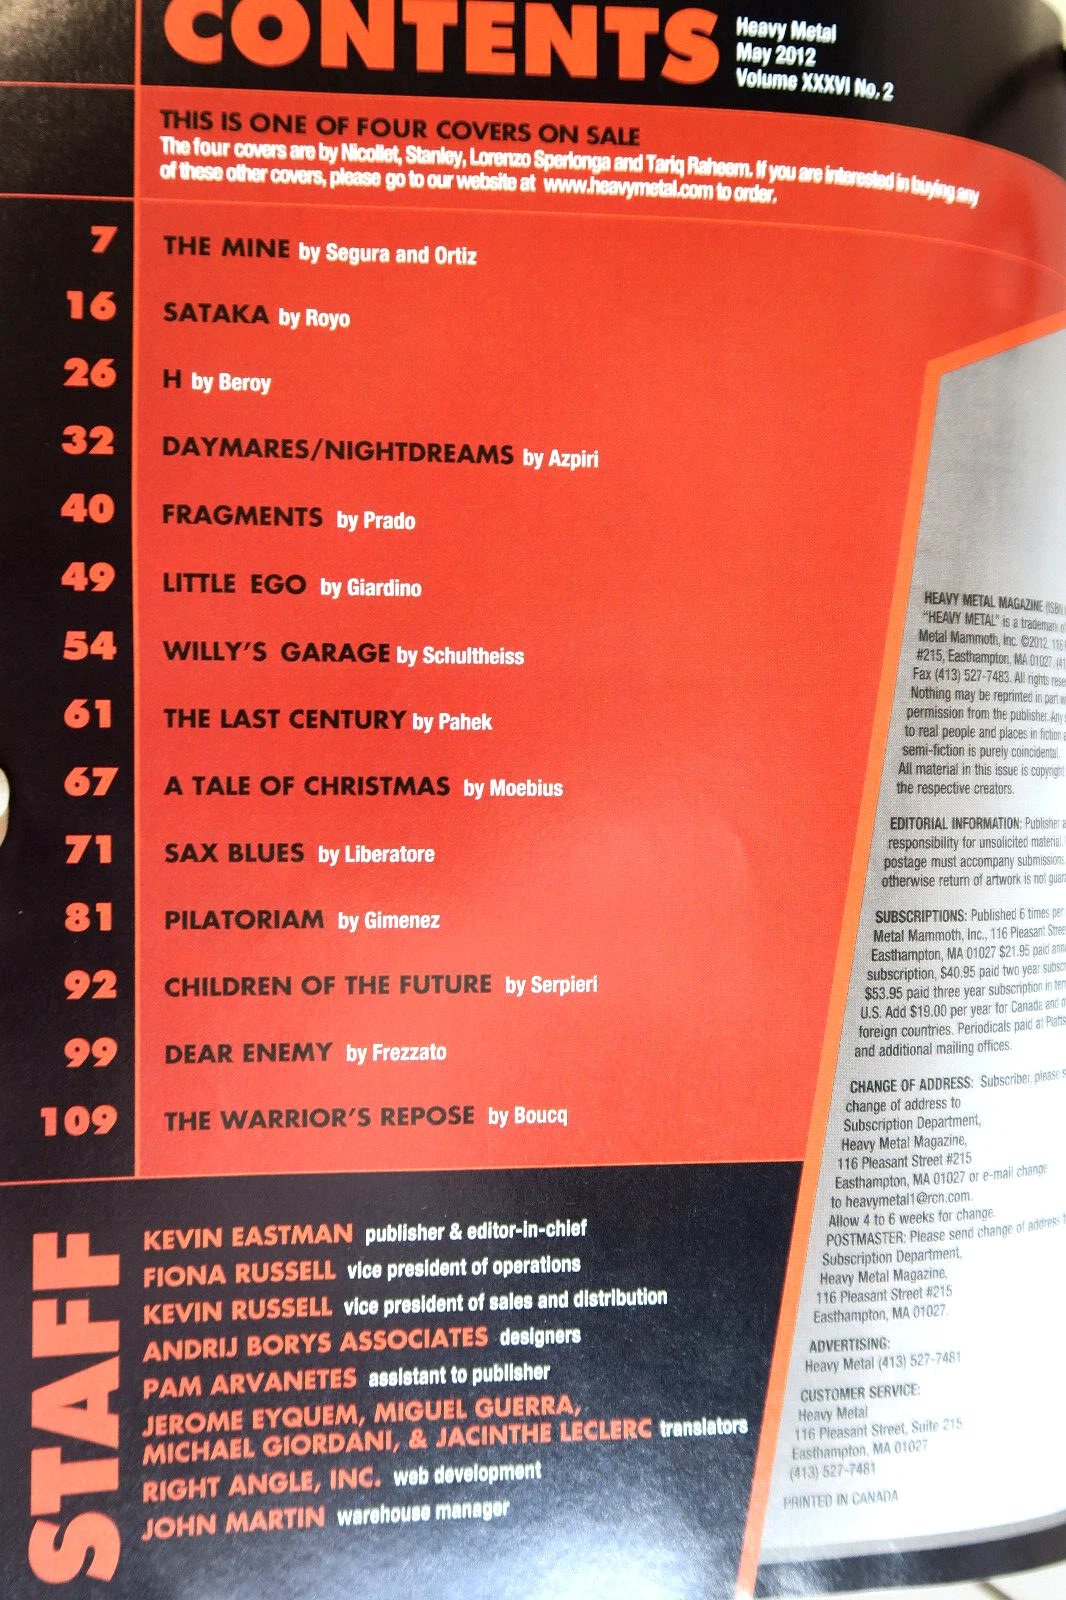 CONTENTS
Heavy Metal
May 2012
Volume XXXVI No. 2
THIS IS ONE OF FOUR COVERS ON SALE
The four covers are by Nicollet, Stanley, Lorenzo Sperlonga and Tariq Raheem. If you are interested in buying any
of these other covers, please go to our website at www.heavymetal.com to order.
7 THE MINE by Segura and Ortiz
16 SATAKA by Royo
26 H by Beroy
32 DAYMARES/NIGHTDREAMS by Azpiri
40 FRAGMENTS by Prado
49 LITTLE EGO by Giardino
54 WILLY'S GARAGE by Schultheiss
61 THE LAST CENTURY by Pahek
67 A TALE OF CHRISTMAS by Moebius
71 SAX BLUES by Liberatore
81 PILATORIAM by Gimenez
92 CHILDREN OF THE FUTURE by Serpieri
99 DEAR ENEMY by Frezzato
109 THE WARRIOR'S REPOSE by Boucq
STAFF
KEVIN EASTMAN publisher & editor-in-chief
FIONA RUSSELL vice president of operations
KEVIN RUSSELL vice president of sales and distribution
ANDRIJ BORYS ASSOCIATES designers
PAM ARVANETES assistant to publisher
JEROME EYQUEM, MIGUEL GUERRA,
MICHAEL GIORDANI, & JACINTHE LECLERC translators
RIGHT ANGLE, INC. web development
JOHN MARTIN warehouse manager
HEAVY METAL MAGAZINE (ISBN
"HEAVY METAL" is a trademark
Metal Mammoth, Inc. ©2012. 116
#215, Easthampton, MA 01027. (41
Fax (413) 527-7483. All rights rese
Nothing may be reprinted in part
permission from the publisher. Any
to real people and places in fiction
semi-fiction is purely coincidental.
All material in this issue is copyright
the respective creators.
EDITORIAL INFORMATION: Publisher
responsibility for unsolicited material.
postage must accompany submissions,
otherwise return of artwork is not guar
SUBSCRIPTIONS: Published 6 times per
Metal Mammoth, Inc., 116 Pleasant Stree
Easthampton, MA 01027 $21.95 paid ann
subscription, $40.95 paid two year subsc
$53.95 paid three year subscription in
U.S. Add $19.00 per year for Canada and
foreign countries. Periodicals paid at Platts
and additional mailing offices.
CHANGE OF ADDRESS: Subscriber, please s
change of address to
Subscription Department,
Heavy Metal Magazine,
116 Pleasant Street #215
Easthampton, MA 01027 or e-mail change
to heavymetal1@rcn.com.
Allow 4 to 6 weeks for change.
POSTMASTER: Please send change of address
Subscription Department,
Heavy Metal Magazine,
116 Pleasant Street #215
Easthampton, MA 01027.
ADVERTISING:
Heavy Metal (413) 527-7481
CUSTOMER SERVICE:
Heavy Metal
116 Pleasant Street, Suite 215
Easthampton, MA 01027
(413) 527-7481
PRINTED IN CANADA